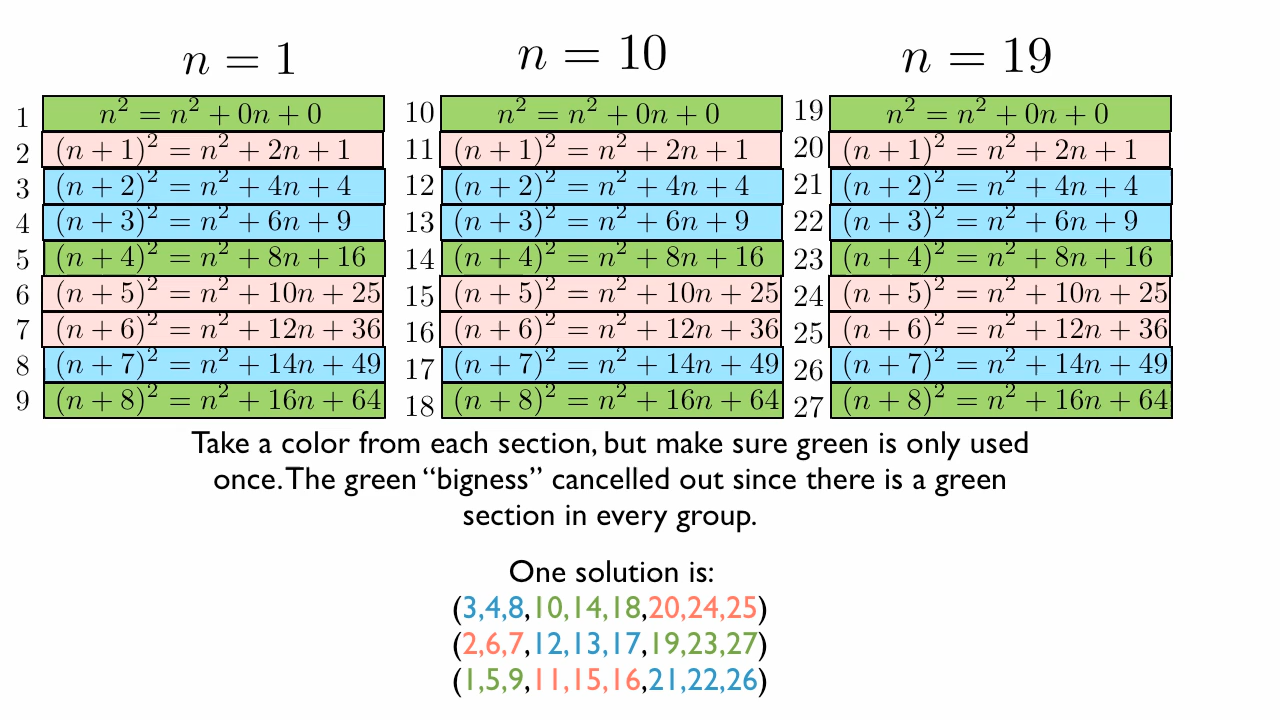 n = 1
n = 10
n = 19
1 n² = n² + 0n + 0 10 n² = n² + 0n + 0 19 n² = n² + 0n + 0
2 (n + 1)² = n² + 2n + 1 11 (n + 1)² = n² + 2n + 1 20 (n + 1)² = n² + 2n + 1
3 (n + 2)² = n² + 4n + 4 12 (n + 2)² = n² + 4n + 4 21 (n + 2)² = n² + 4n + 4
4 (n + 3)² = n² + 6n + 9 13 (n + 3)² = n² + 6n + 9 22 (n + 3)² = n² + 6n + 9
5 (n + 4)² = n² + 8n + 16 14 (n + 4)² = n² + 8n + 16 23 (n + 4)² = n² + 8n + 16
6 (n + 5)² = n² + 10n + 25 15 (n + 5)² = n² + 10n + 25 24 (n + 5)² = n² + 10n + 25
7 (n + 6)² = n² + 12n + 36 16 (n + 6)² = n² + 12n + 36 25 (n + 6)² = n² + 12n + 36
8 (n + 7)² = n² + 14n + 49 17 (n + 7)² = n² + 14n + 49 26 (n + 7)² = n² + 14n + 49
9 (n + 8)² = n² + 16n + 64 18 (n + 8)² = n² + 16n + 64 27 (n + 8)² = n² + 16n + 64
Take a color from each section, but make sure green is only used
once. The green “bigness” cancelled out since there is a green
section in every group.
One solution is:
(3,4,8,10,14,18,20,24,25)
(2,6,7,12,13,17,19,23,27)
(1,5,9,11,15,16,21,22,26)